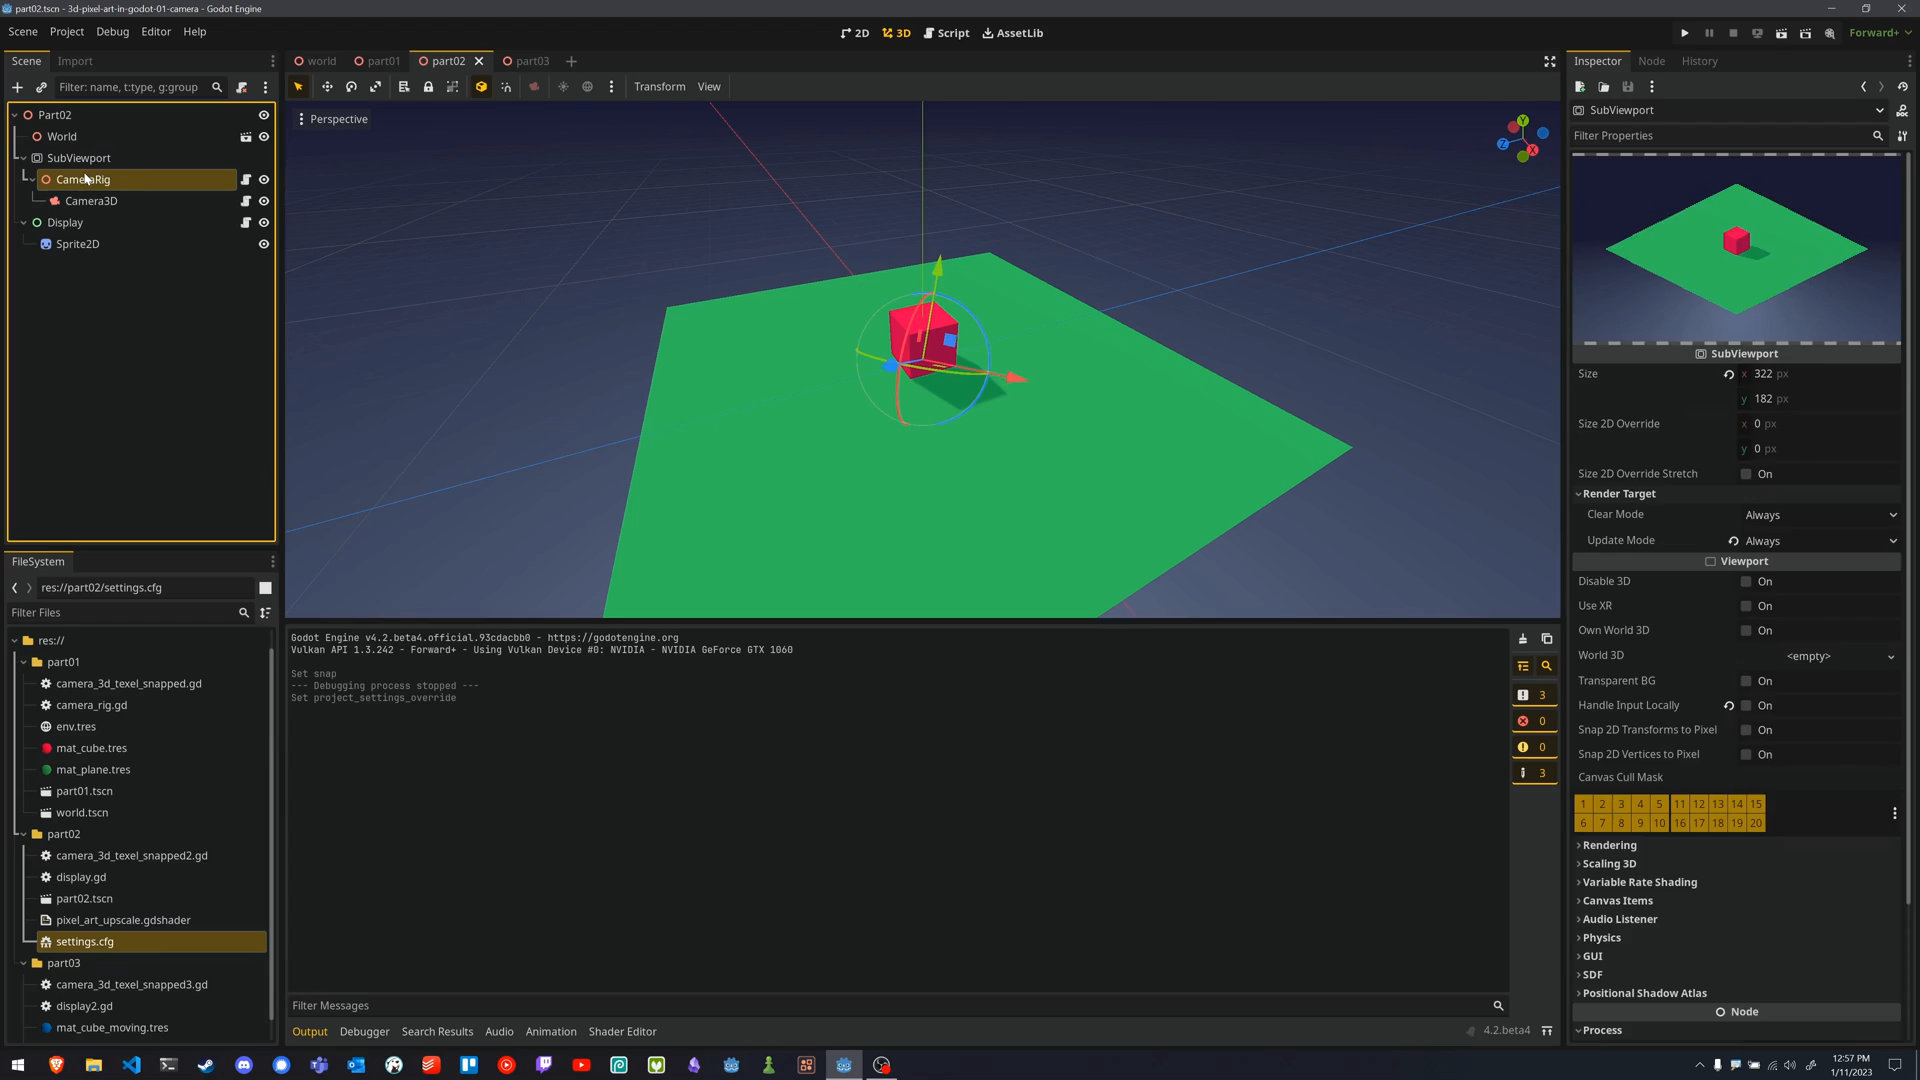 part02.tscn - 3d-pixel-art-in-godot-01-camera - Godot Engine
Scene Project Debug Editor Help
2D 3D Script AssetLib
Forward+
Scene Import
world part01 part02 part03
Inspector Node History
Filter: name, t:type, g:group
Transform View
Part02
World
SubViewport
CameraRig
Camera3D
Display
Sprite2D
Perspective
Y
Z
X
SubViewport
Filter Properties
SubViewport
Size x 322 px
y 182 px
Size 2D Override x 0 px
y 0 px
Size 2D Override Stretch On
Render Target
Clear Mode Always
Update Mode Always
Viewport
Disable 3D On
Use XR On
Own World 3D On
World 3D <empty>
Transparent BG On
Handle Input Locally On
Snap 2D Transforms to Pixel On
Snap 2D Vertices to Pixel On
Canvas Cull Mask
1 2 3 4 5 11 12 13 14 15
6 7 8 9 10 16 17 18 19 20
Rendering
Scaling 3D
Variable Rate Shading
Canvas Items
Audio Listener
Physics
GUI
SDF
Positional Shadow Atlas
Node
Process
FileSystem
res://part02/settings.cfg
Filter Files
res://
part01
camera_3d_texel_snapped.gd
camera_rig.gd
env.tres
mat_cube.tres
mat_plane.tres
part01.tscn
world.tscn
part02
camera_3d_texel_snapped2.gd
display.gd
part02.tscn
pixel_art_upscale.gdshader
settings.cfg
part03
camera_3d_texel_snapped3.gd
display2.gd
mat_cube_moving.tres
Godot Engine v4.2.beta4.official.93cdacbb0 - https://godotengine.org
Vulkan API 1.3.242 - Forward+ - Using Vulkan Device #0: NVIDIA - NVIDIA GeForce GTX 1060
Set snap
--- Debugging process stopped ---
Set project_settings_override
3
0
0
3
Filter Messages
Output Debugger Search Results Audio Animation Shader Editor
4.2.beta4
12:57 PM
1/11/2023